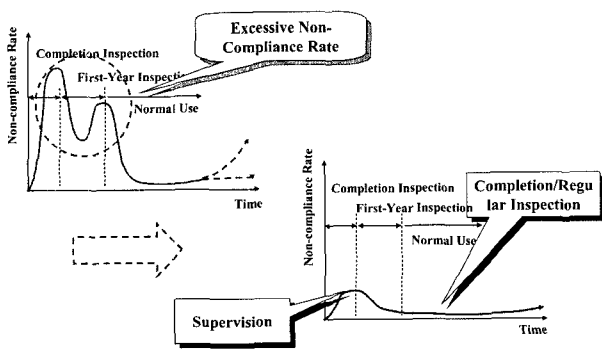 Excessive Non-
Compliance Rate
Completion Inspection
First-Year Inspectio
Normal Use
Non-compliance Rate
Time
Completion Inspection
First-Year Inspection
Normal Use
Completion/Regu
lar Inspection
Non-compliance Rate
Supervision
Time